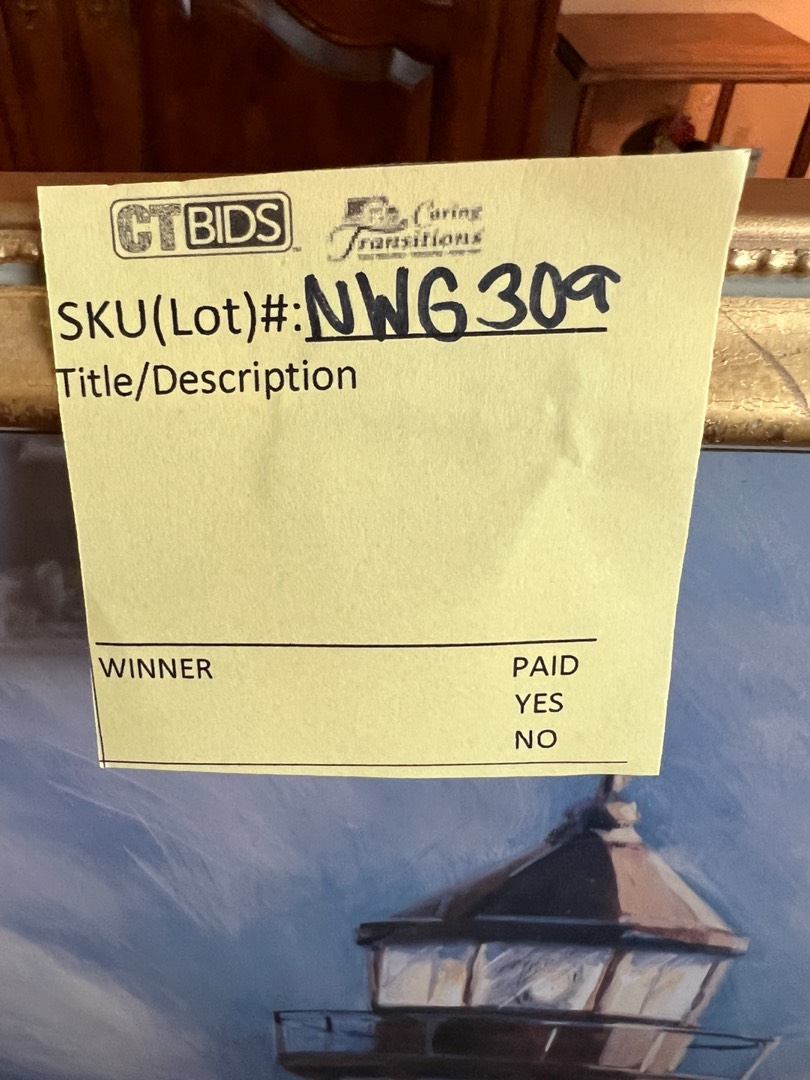 CTBIDS Caring
Transitions
SKU(Lot)#:NWG309
Title/Description
WINNER PAID
YES
NO